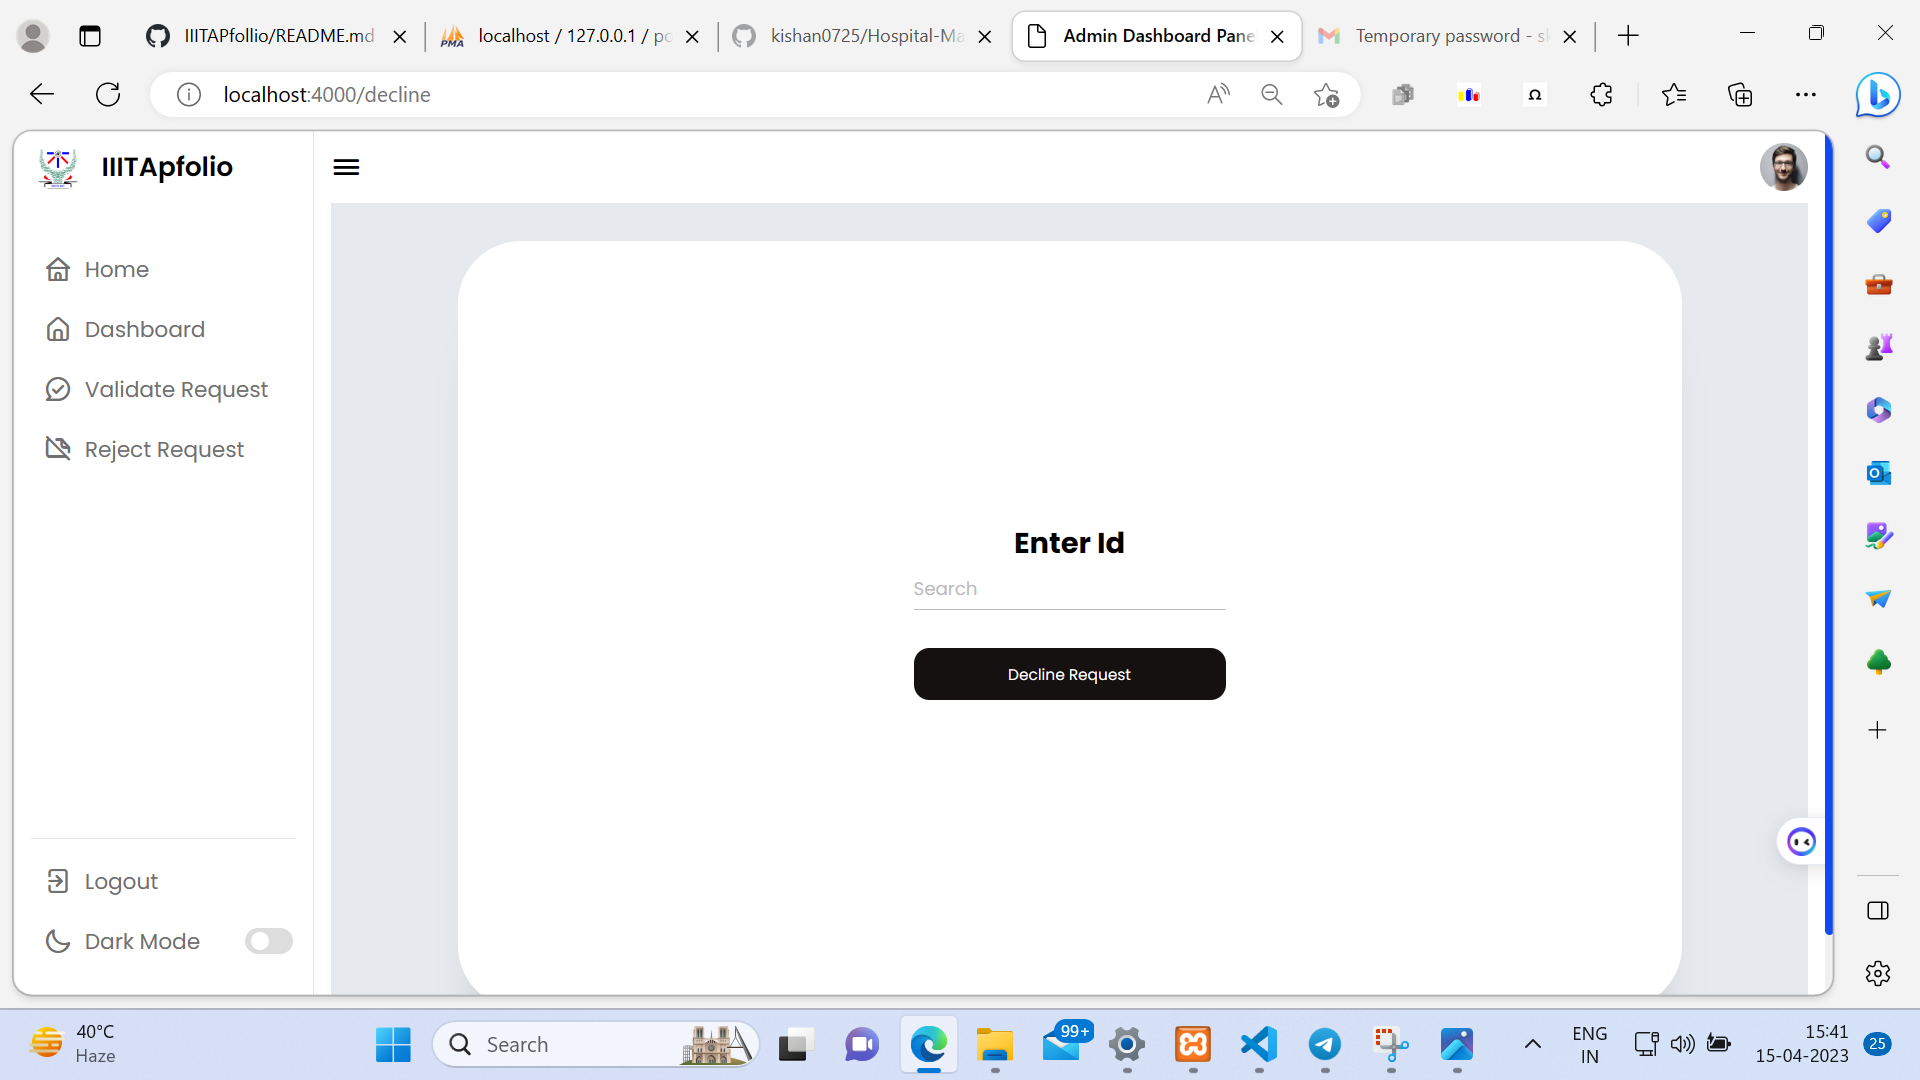 IIITAPfollio/README.md
localhost / 127.0.0.1 / po
kishan0725/Hospital-Ma
Admin Dashboard Pane
Temporary password - s
localhost:4000/decline
IIITApfolio
Home
Dashboard
Validate Request
Reject Request
Enter Id
Search
Decline Request
Logout
Dark Mode
40°C
Haze
Search
99+
ENG
IN
15:41
15-04-2023
25